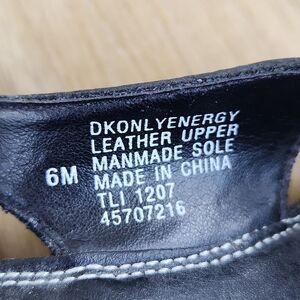 DKONLYENERGY
LEATHER UPPER
6M MANMADE SOLE
MADE IN CHINA
TLI 1207
45707216